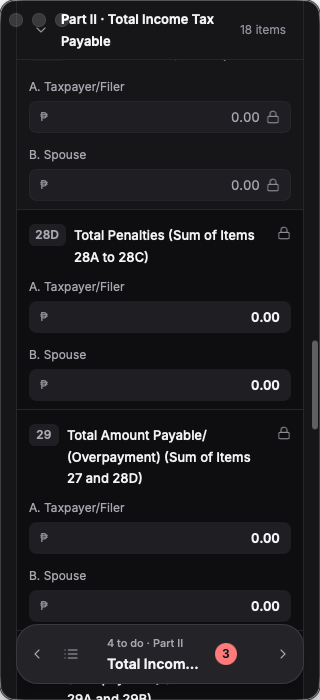 Part II · Total Income Tax
Payable
18 items
A. Taxpayer/Filer
₱ 0.00
B. Spouse
₱ 0.00
28D Total Penalties (Sum of Items
28A to 28C)
A. Taxpayer/Filer
₱ 0.00
B. Spouse
₱ 0.00
29 Total Amount Payable/
(Overpayment) (Sum of Items
27 and 28D)
A. Taxpayer/Filer
₱ 0.00
B. Spouse
₱ 0.00
4 to do · Part II
Total Incom...
3
29A and 29B)